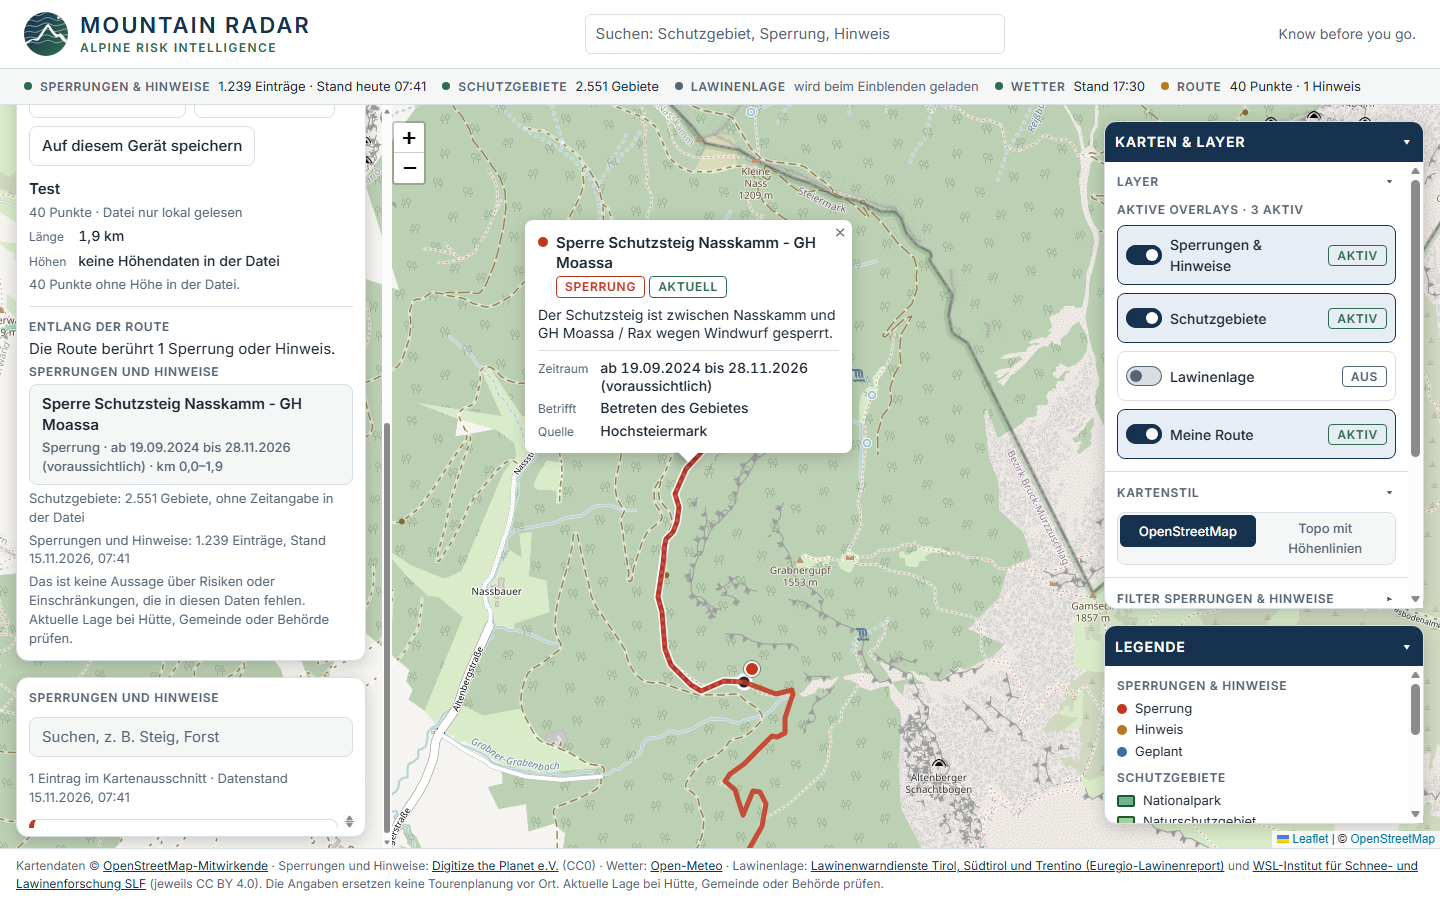 MOUNTAIN RADAR
ALPINE RISK INTELLIGENCE
Suchen: Schutzgebiet, Sperrung, Hinweis
Know before you go.
SPERRUNGEN & HINWEISE 1.239 Einträge · Stand heute 07:41
SCHUTZGEBIETE 2.551 Gebiete
LAWINENLAGE wird beim Einblenden geladen
WETTER Stand 17:30
ROUTE 40 Punkte · 1 Hinweis
Auf diesem Gerät speichern
Test
40 Punkte · Datei nur lokal gelesen
Länge 1,9 km
Höhen keine Höhendaten in der Datei
40 Punkte ohne Höhe in der Datei.
ENTLANG DER ROUTE
Die Route berührt 1 Sperrung oder Hinweis.
SPERRUNGEN UND HINWEISE
Sperre Schutzsteig Nasskamm - GH
Moassa
Sperrung · ab 19.09.2024 bis 28.11.2026
(voraussichtlich) · km 0,0–1,9
Schutzgebiete: 2.551 Gebiete, ohne Zeitangabe in
der Datei
Sperrungen und Hinweise: 1.239 Einträge, Stand
15.11.2026, 07:41
Das ist keine Aussage über Risiken oder
Einschränkungen, die in diesen Daten fehlen.
Aktuelle Lage bei Hütte, Gemeinde oder Behörde
prüfen.
SPERRUNGEN UND HINWEISE
Suchen, z. B. Steig, Forst
1 Eintrag im Kartenausschnitt · Datenstand
15.11.2026, 07:41
+
−
Kleine
Nass
1209 m
Steiermark
Sperre Schutzsteig Nasskamm - GH
Moassa
×
SPERRUNG AKTUELL
Der Schutzsteig ist zwischen Nasskamm und
GH Moassa / Rax wegen Windwurf gesperrt.
Zeitraum ab 19.09.2024 bis 28.11.2026
(voraussichtlich)
Betrifft Betreten des Gebietes
Quelle Hochsteiermark
Bezirk Bruck-Mürzzuschlag
Grabnergupf
1553 m
Nassbauer
Altenbergstraße
Grabner-Grabenbach
Altenberger
Schachtbögen
1857 m
KARTEN & LAYER
LAYER
AKTIVE OVERLAYS · 3 AKTIV
Sperrungen &
Hinweise
AKTIV
Schutzgebiete AKTIV
Lawinenlage AUS
Meine Route AKTIV
KARTENSTIL
OpenStreetMap
Topo mit
Höhenlinien
FILTER SPERRUNGEN & HINWEISE
LEGENDE
SPERRUNGEN & HINWEISE
Sperrung
Hinweis
Geplant
SCHUTZGEBIETE
Nationalpark
Naturschutzgebiet
Leaflet | © OpenStreetMap
Kartendaten © OpenStreetMap-Mitwirkende · Sperrungen und Hinweise: Digitize the Planet e.V. (CC0) · Wetter: Open-Meteo · Lawinenlage: Lawinenwarndienste Tirol, Südtirol und Trentino (Euregio-Lawinenreport) und WSL-Institut für Schnee- und
Lawinenforschung SLF (jeweils CC BY 4.0). Die Angaben ersetzen keine Tourenplanung vor Ort. Aktuelle Lage bei Hütte, Gemeinde oder Behörde prüfen.